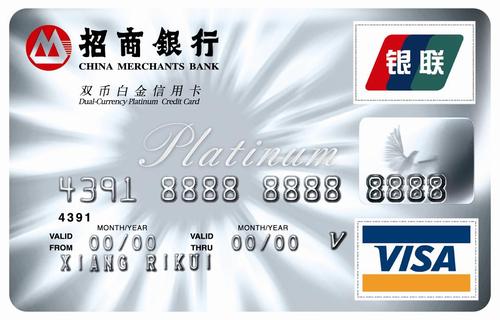 招商銀行
CHINA MERCHANTS BANK
银联
双币白金信用卡
Dual-Currency Platinum Credit Card
Platinum
4391 8888 8888 8888
4391
MONTH/YEAR MONTH/YEAR
VALID FROM 00/00 VALID THRU 00/00 V
XIANG RIKUI
VISA